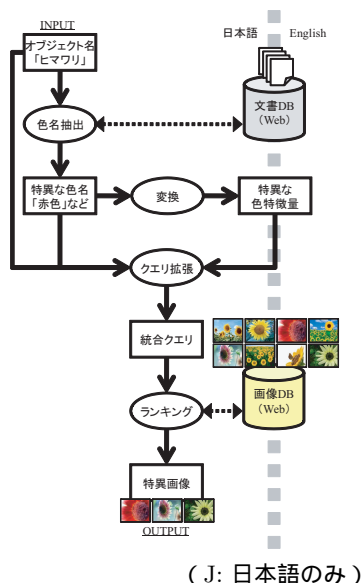 INPUT
オブジェクト名
「ヒマワリ」
日本語 English
文書DB
(Web)
色名抽出
特異な色名
「赤色」など
変換
特異な
色特徴量
クエリ拡張
統合クエリ
画像DB
(Web)
ランキング
特異画像
OUTPUT
( J: 日本語のみ )